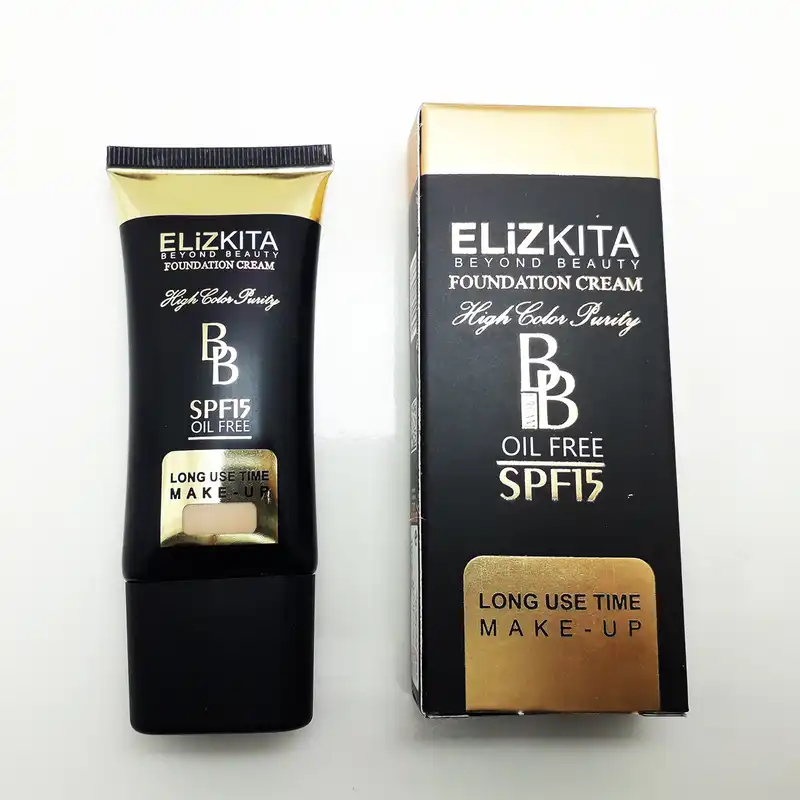 ELiZKITA
BEYOND BEAUTY
FOUNDATION CREAM
High Color Purity
BB
SPF15
OIL FREE
LONG USE TIME
MAKE-UP
ELiZKITA
BEYOND BEAUTY
FOUNDATION CREAM
High Color Purity
BB
OIL FREE
SPF15
LONG USE TIME
MAKE-UP